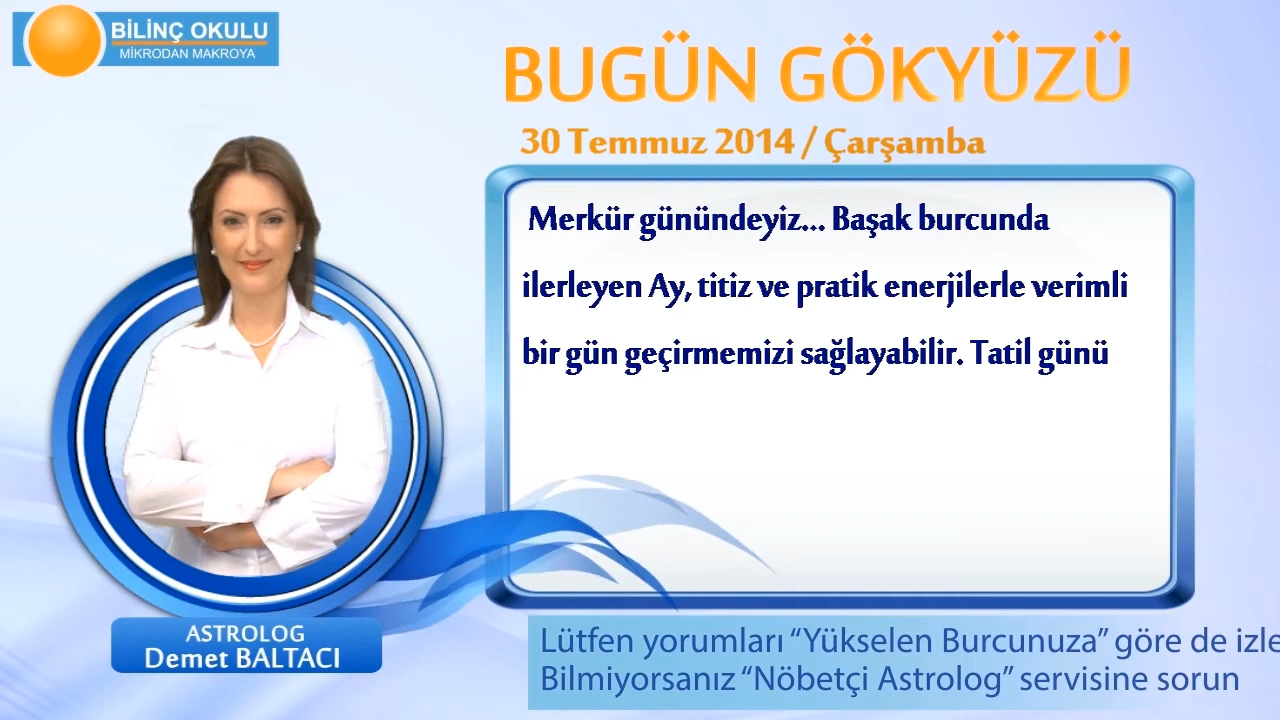 BİLİNÇ OKULU
MİKRODAN MAKROYA
BUGÜN GÖKYÜZÜ
30 Temmuz 2014 / Çarşamba
Merkür günündeyiz... Başak burcunda
ilerleyen Ay, titiz ve pratik enerjilerle verimli
bir gün geçirmemizi sağlayabilir. Tatil günü
ASTROLOG
Demet BALTACI
Lütfen yorumları “Yükselen Burcunuza” göre de izle
Bilmiyorsanız “Nöbetçi Astrolog” servisine sorun